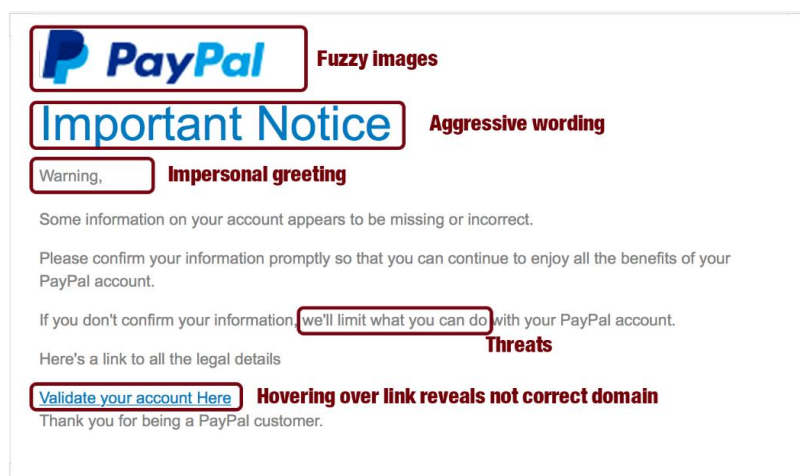 PayPal Fuzzy images
Important Notice Aggressive wording
Warning, Impersonal greeting
Some information on your account appears to be missing or incorrect.
Please confirm your information promptly so that you can continue to enjoy all the benefits of your
PayPal account.
If you don't confirm your information, we'll limit what you can do with your PayPal account.
Threats
Here's a link to all the legal details
Validate your account Here Hovering over link reveals not correct domain
Thank you for being a PayPal customer.